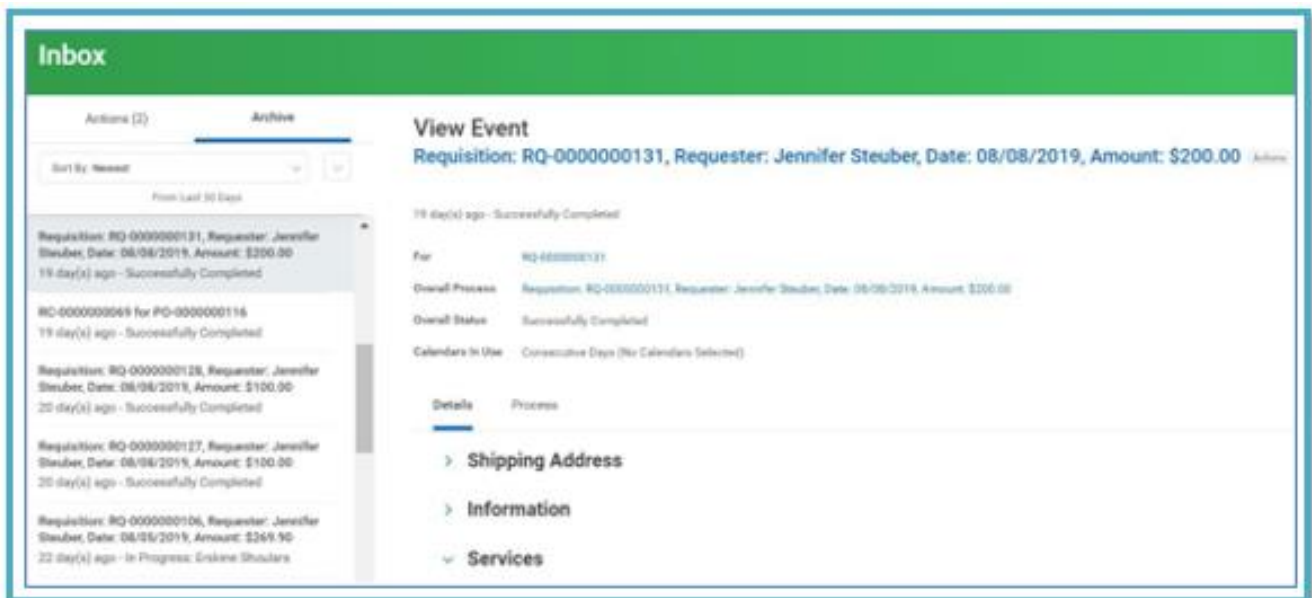 Inbox
Actions (2)
Archive
Sort By: Newest
From Last 30 Days
Requisition: RQ-0000000131, Requester: Jennifer
Steuber, Date: 08/08/2019, Amount: $200.00
19 day(s) ago - Successfully Completed
RC-0000000069 for PO-0000000116
19 day(s) ago - Successfully Completed
Requisition: RQ-0000000128, Requester: Jennifer
Steuber, Date: 08/08/2019, Amount: $100.00
20 day(s) ago - Successfully Completed
Requisition: RQ-0000000127, Requester: Jennifer
Steuber, Date: 08/08/2019, Amount: $100.00
20 day(s) ago - Successfully Completed
Requisition: RQ-0000000106, Requester: Jennifer
Steuber, Date: 08/05/2019, Amount: $269.90
22 day(s) ago - In Progress: Erskine
View Event
Requisition: RQ-0000000131, Requester: Jennifer Steuber, Date: 08/08/2019, Amount: $200.00 Actions
19 day(s) ago - Successfully Completed
For RQ-0000000131
Overall Process Requisition: RQ-0000000131, Requester: Jennifer Steuber, Date: 08/08/2019, Amount: $200.00
Overall Status Successfully Completed
Calendars In Use Consecutive Days (No Calendars Selected)
Details
Process
Shipping Address
Information
Services